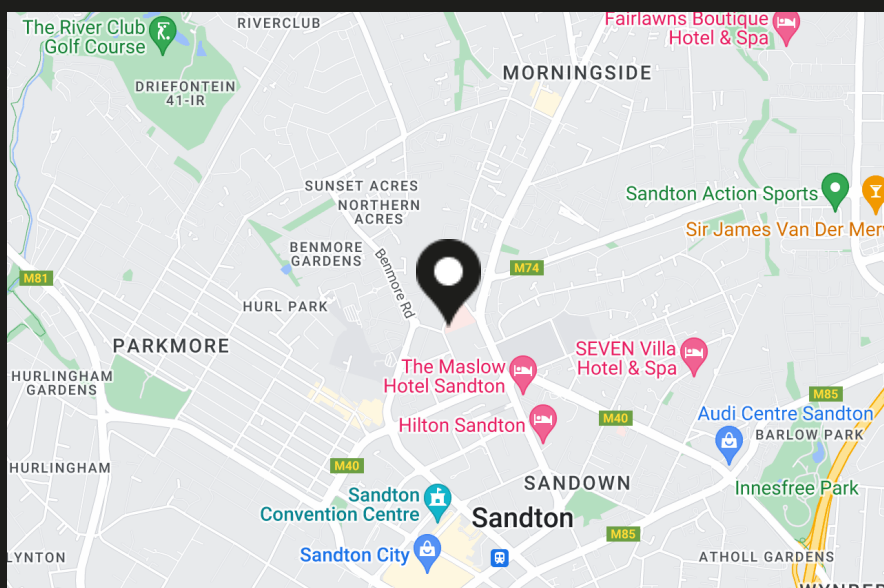 The River Club
Golf Course
RIVERCLUB
Fairlawns Boutique
Hotel & Spa
DRIEFONTEIN
41-IR
MORNINGSIDE
SUNSET ACRES
NORTHERN
ACRES
Sandton Action Sports
Sir James Van Der Merw
BENMORE
GARDENS
Benmore Rd
M74
M81
HURL PARK
PARKMORE
HURLINGHAM
GARDENS
The Maslow
Hotel Sandton
SEVEN Villa
Hotel & Spa
M85
Hilton Sandton
M40
Audi Centre Sandton
BARLOW PARK
HURLINGHAM
M40
SANDOWN
Innesfree Park
Sandton
Convention Centre
Sandton
M85
Sandton City
LYNTON
ATHOLL GARDENS